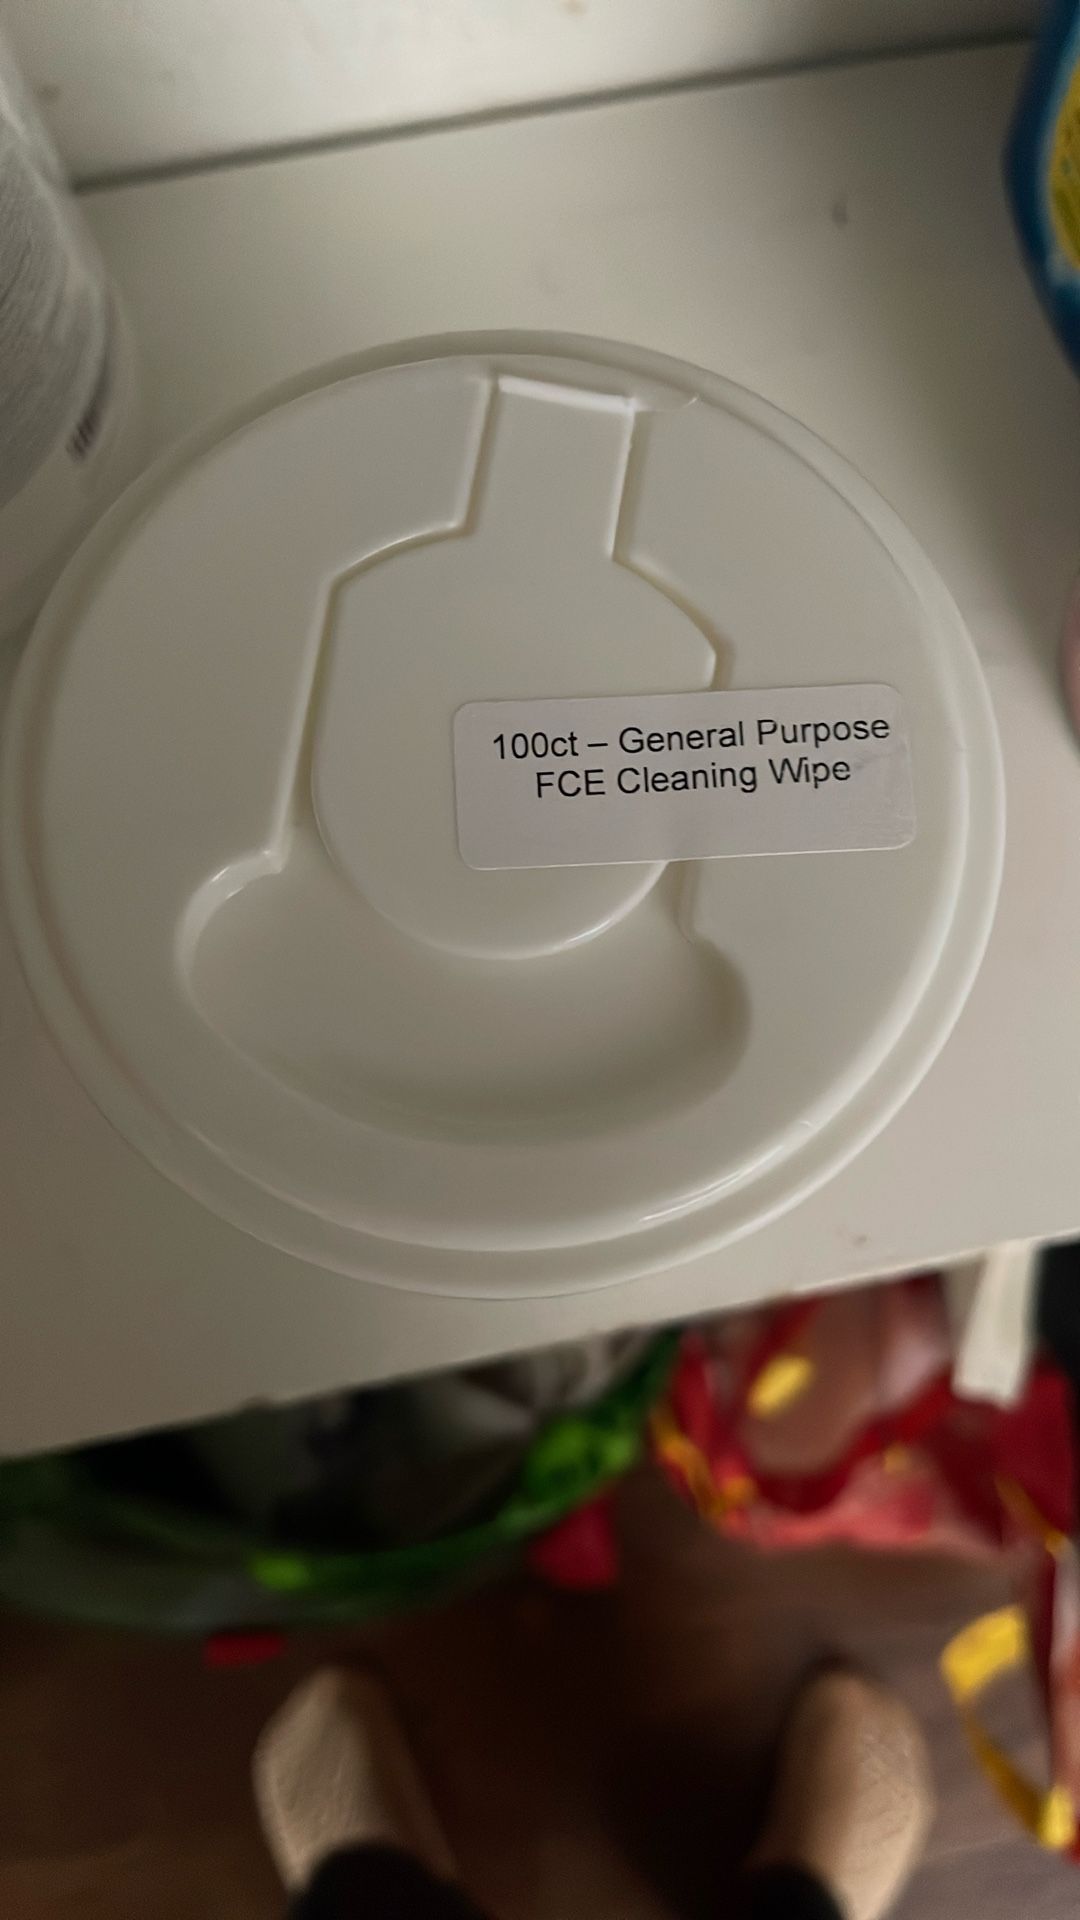 100ct – General Purpose
FCE Cleaning Wipe